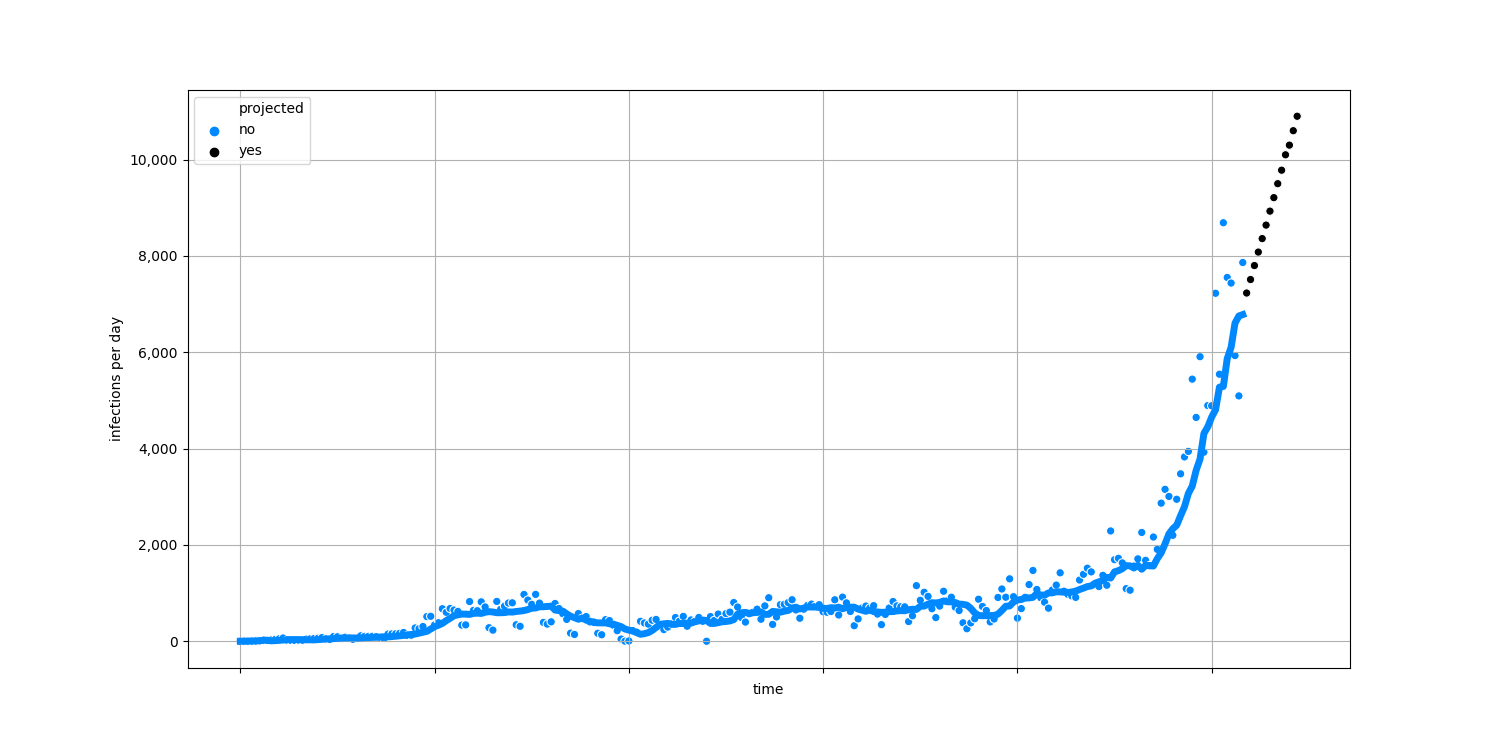 projected
no
yes
10,000
8,000
6,000
4,000
2,000
0
infections per day
time